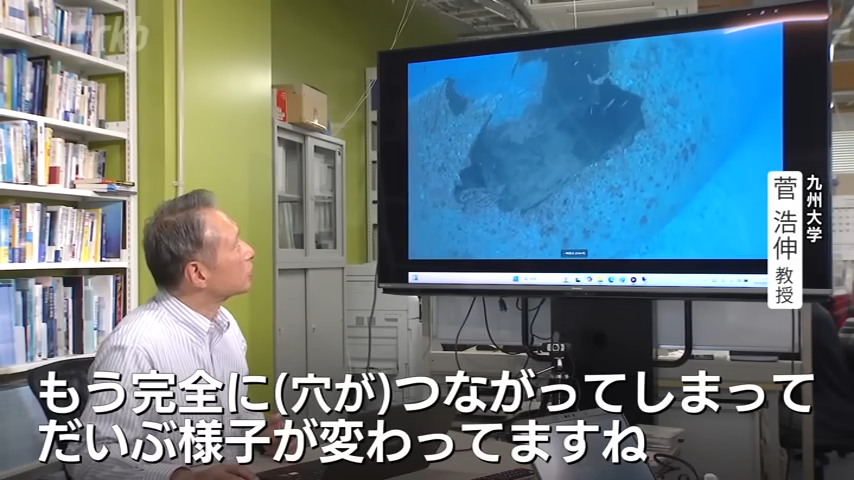 rkb
九州大学
菅 浩伸 教授
もう完全に(穴が)つながってしまって
だいぶ様子が変わってますね